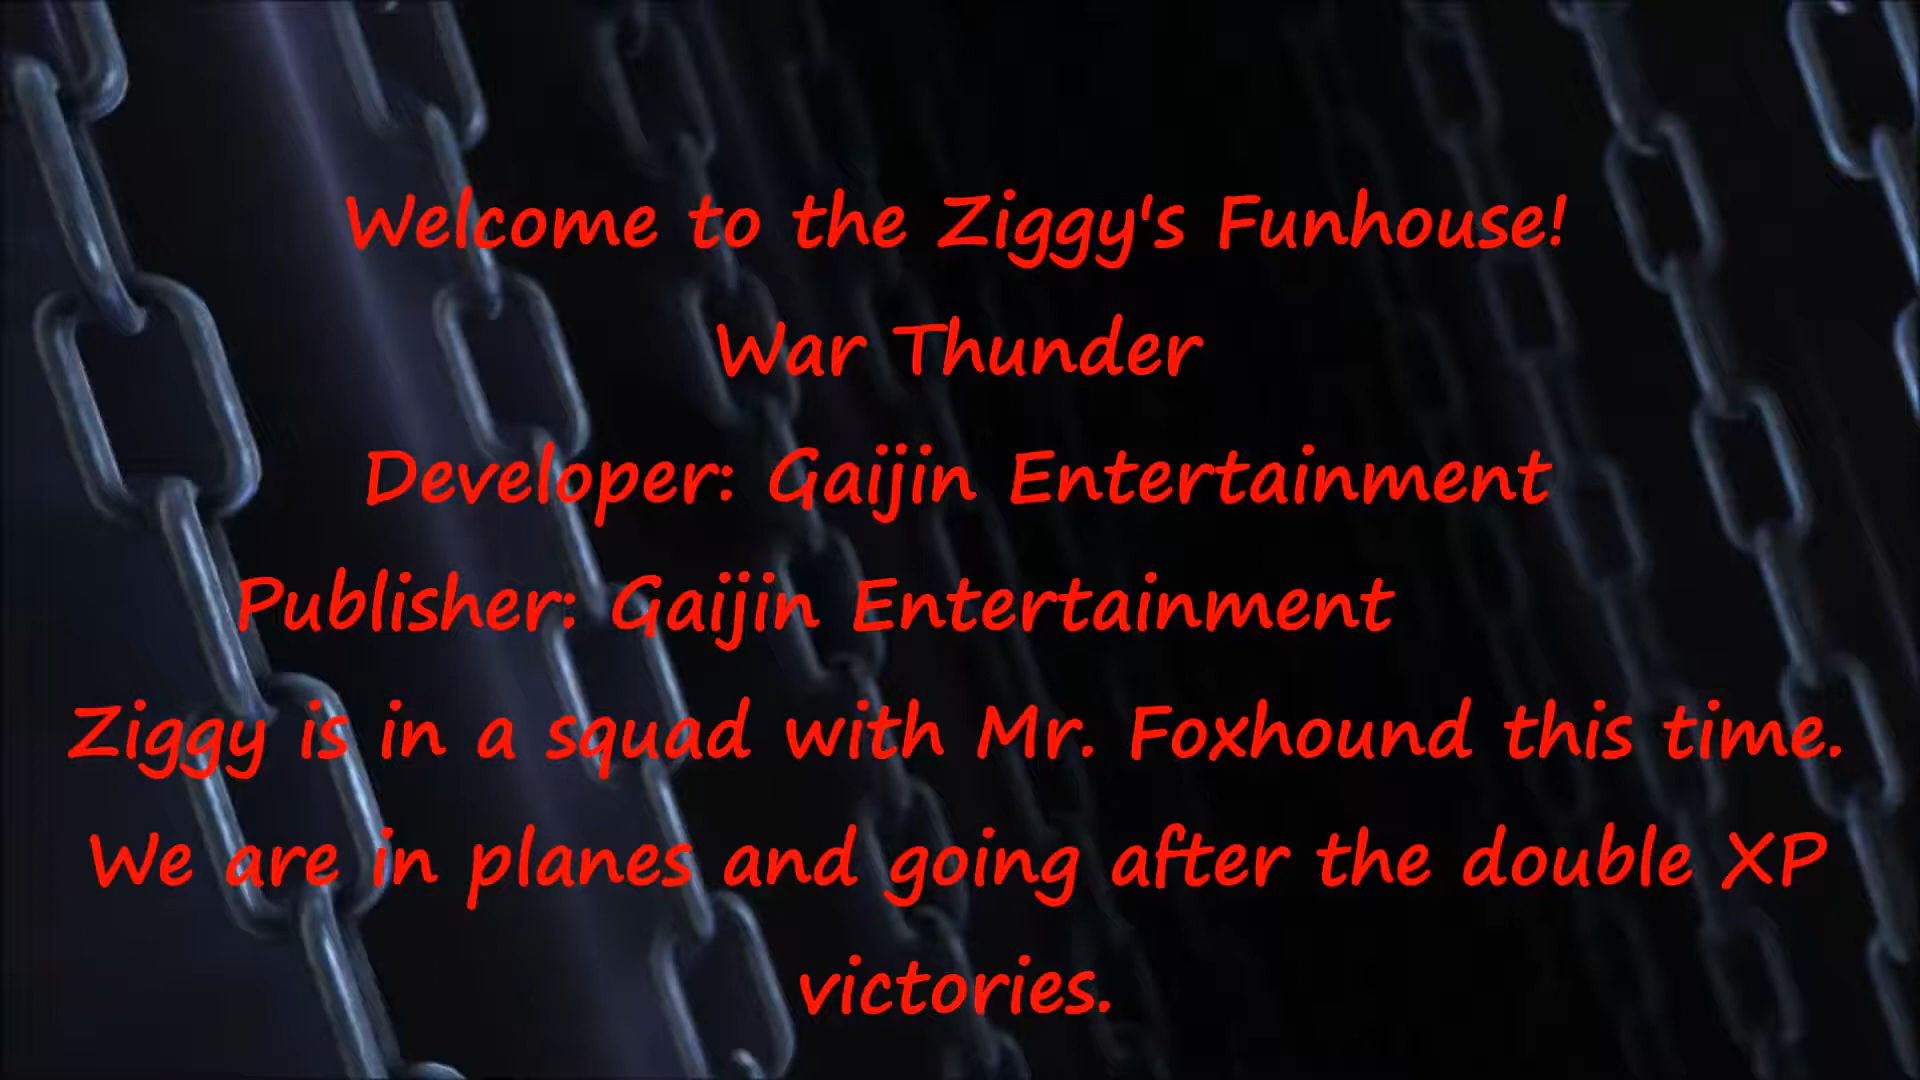 Welcome to the Ziggy's Funhouse!
War Thunder
Developer: Gaijin Entertainment
Publisher: Gaijin Entertainment
Ziggy is in a squad with Mr. Foxhound this time.
We are in planes and going after the double XP
victories.